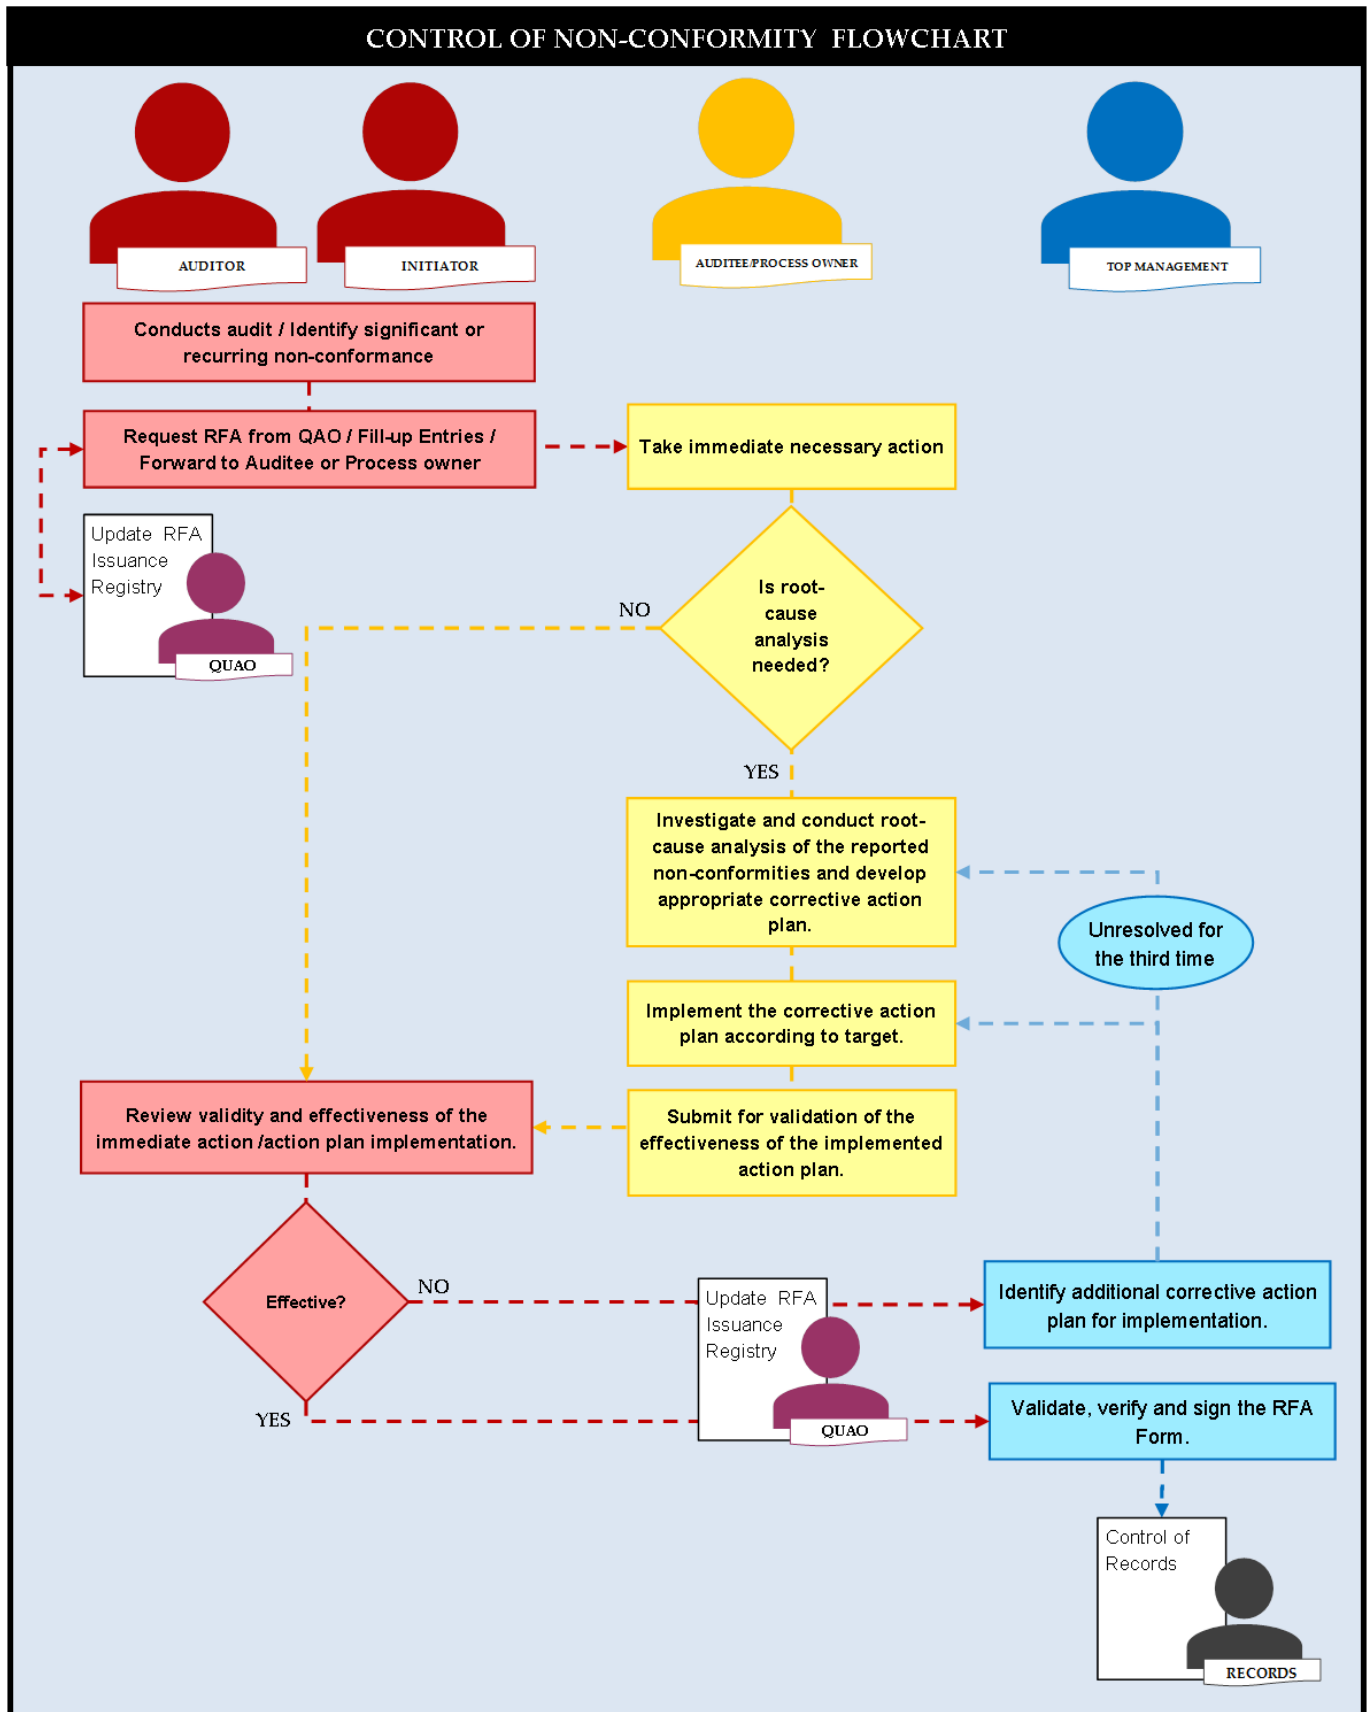 CONTROL OF NON-CONFORMITY FLOWCHART
AUDITOR
INITIATOR
AUDITEE/PROCESS OWNER
TOP MANAGEMENT
Conducts audit / Identify significant or
recurring non-conformance
Request RFA from QAO / Fill-up Entries /
Forward to Auditee or Process owner
Take immediate necessary action
Update RFA
Issuance
Registry
QUAO
Is root-
cause
analysis
needed?
NO
YES
Investigate and conduct root-
cause analysis of the reported
non-conformities and develop
appropriate corrective action
plan.
Unresolved for
the third time
Implement the corrective action
plan according to target.
Review validity and effectiveness of the
immediate action /action plan implementation.
Submit for validation of the
effectiveness of the implemented
action plan.
Effective?
NO
YES
Update RFA
Issuance
Registry
QUAO
Identify additional corrective action
plan for implementation.
Validate, verify and sign the RFA
Form.
Control of
Records
RECORDS